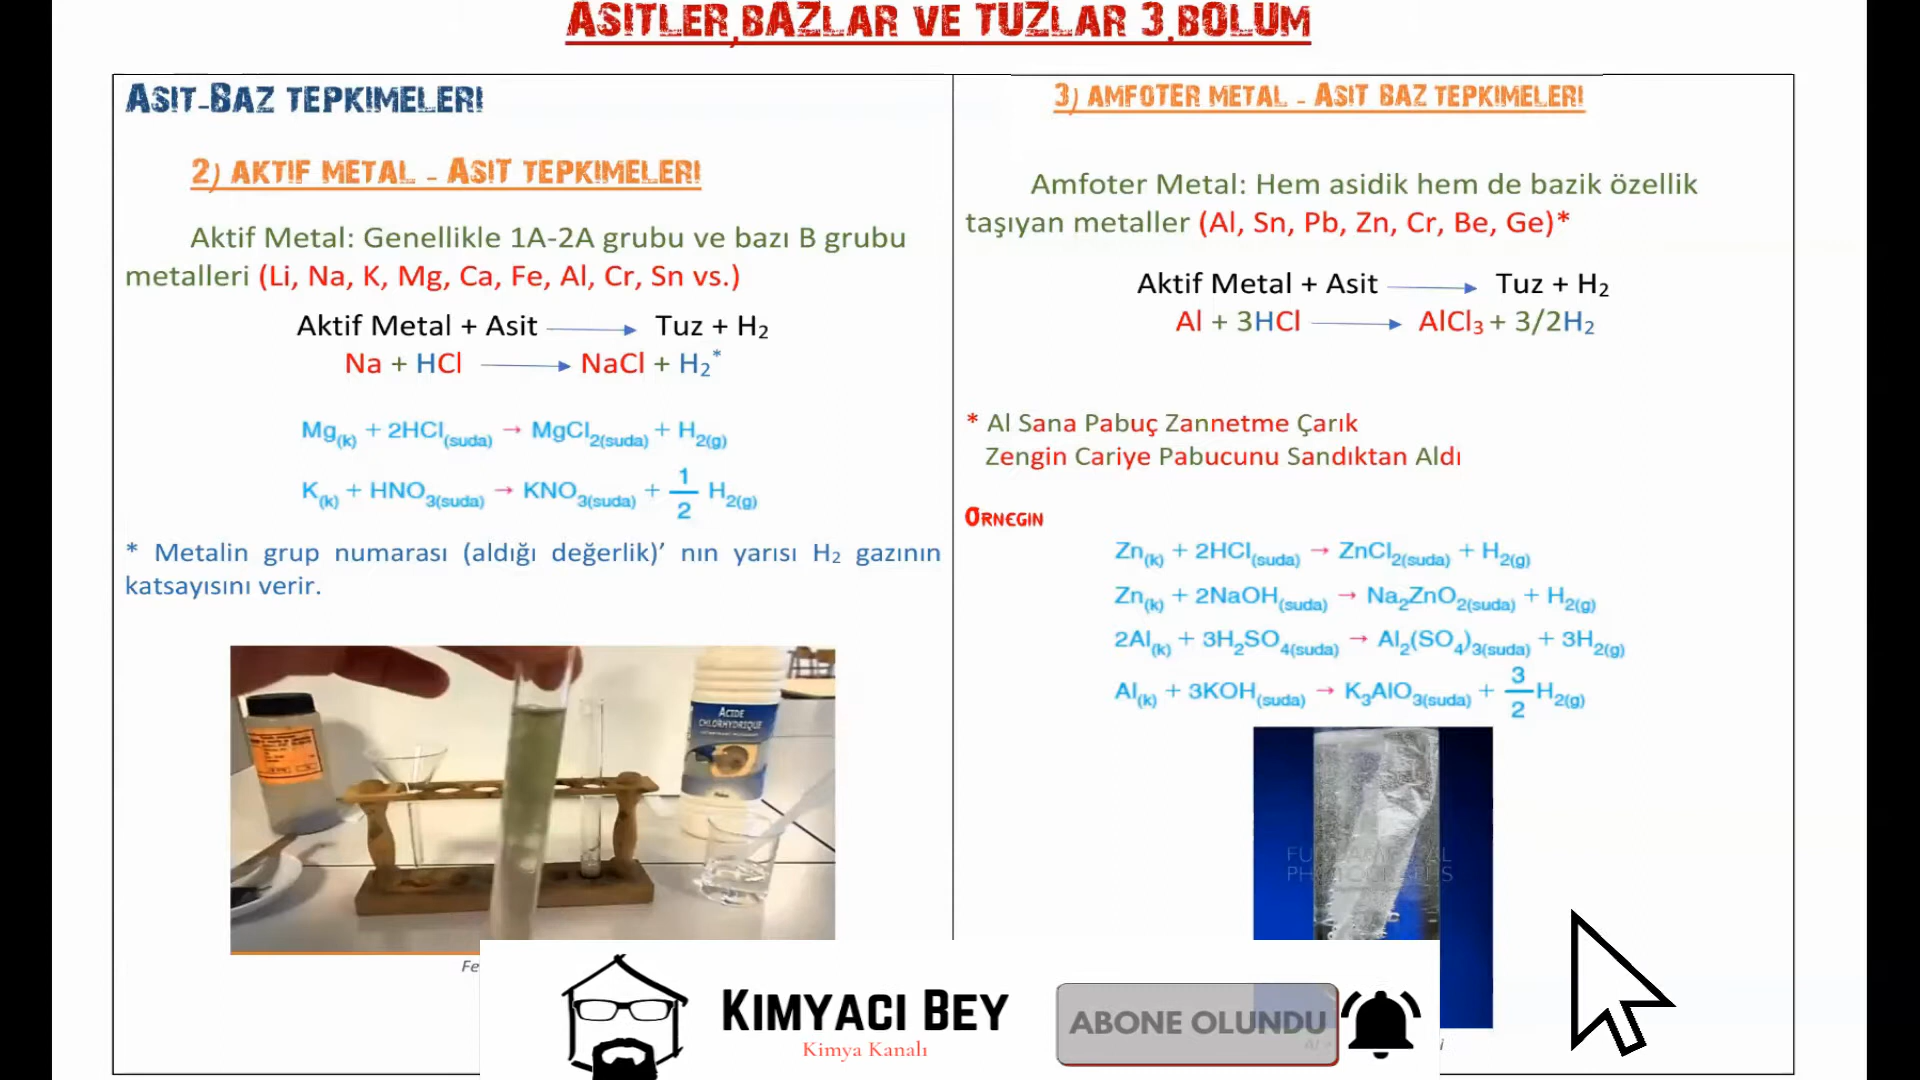 ASITLER,BAZLAR VE TUZLAR 3.BÖLÜM
ASIT-BAZ TEPKIMELERI
2) AKTIF METAL - ASIT TEPKIMELERI
Aktif Metal: Genellikle 1A-2A grubu ve bazı B grubu
metalleri (Li, Na, K, Mg, Ca, Fe, Al, Cr, Sn vs.)
Aktif Metal + Asit → Tuz + H₂
Na + HCl → NaCl + H₂*
Mg(k) + 2HCl(suda) → MgCl2(suda) + H2(g)
K(k) + HNO3(suda) → KNO3(suda) + 1/2 H2(g)
* Metalin grup numarası (aldığı değerlik)’ nın yarısı H₂ gazının
katsayısını verir.
ACIDE
CHLORHYDRIQUE
Fe
3) AMFOTER METAL - ASIT BAZ TEPKIMELERI
Amfoter Metal: Hem asidik hem de bazik özellik
taşıyan metaller (Al, Sn, Pb, Zn, Cr, Be, Ge)*
Aktif Metal + Asit → Tuz + H₂
Al + 3HCl → AlCl₃ + 3/2H₂
* Al Sana Pabuç Zannetme Çarık
Zengin Cariye Pabucunu Sandıktan Aldı
ÖRNEGIN
Zn(k) + 2HCl(suda) → ZnCl2(suda) + H2(g)
Zn(k) + 2NaOH(suda) → Na₂ZnO2(suda) + H2(g)
2Al(k) + 3H₂SO4(suda) → Al₂(SO₄)3(suda) + 3H2(g)
Al(k) + 3KOH(suda) → K₃AlO3(suda) + 3/2 H2(g)
KIMYACI BEY
Kimya Kanalı
ABONE OLUNDU